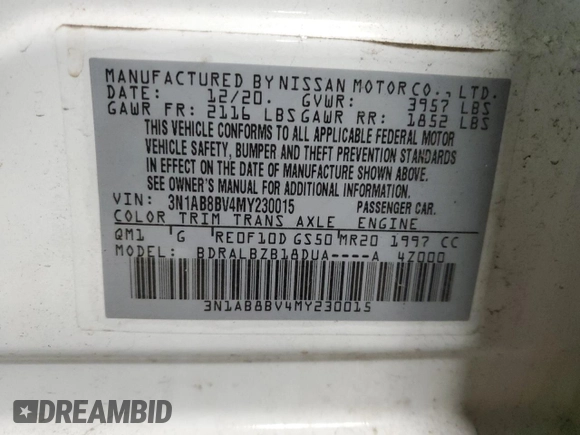 MANUFACTURED BY NISSAN MOTOR CO., LTD.
DATE: 12/20. GVWR: 3957 LBS
GAWR FR: 2116 LBS GAWR RR: 1852 LBS
THIS VEHICLE CONFORMS TO ALL APPLICABLE FEDERAL MOTOR
VEHICLE SAFETY, BUMPER AND THEFT PREVENTION STANDARDS
IN EFFECT ON THE DATE OF MANUFACTURE SHOWN ABOVE.
SEE OWNER'S MANUAL FOR ADDITIONAL INFORMATION.
VIN: 3N1AB8BV4MY230015 PASSENGER CAR.
COLOR TRIM TRANS AXLE ENGINE
QM1 G RE0F10D GS50 MR20 1997 CC
MODEL: BDRALBZB18DUA----A 4Z000
3N1AB8BV4MY230015
DREAMBID